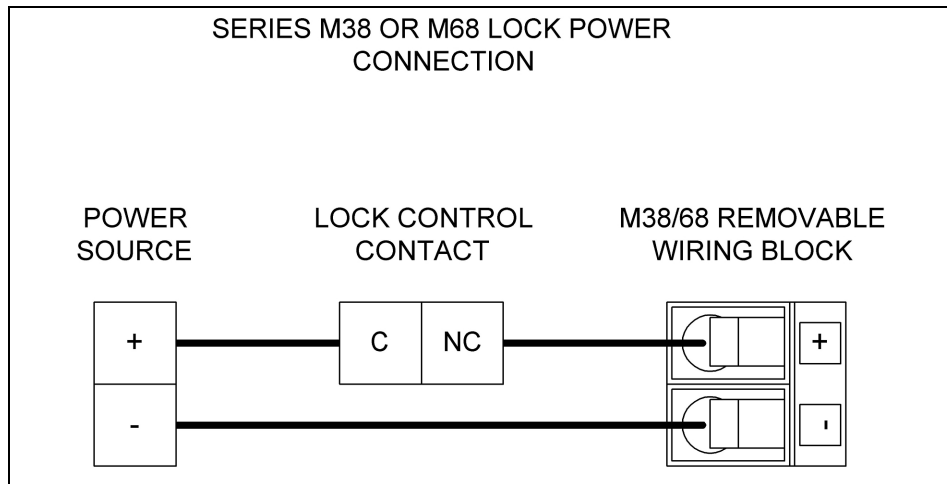 SERIES M38 OR M68 LOCK POWER
CONNECTION
POWER
SOURCE
LOCK CONTROL
CONTACT
M38/68 REMOVABLE
WIRING BLOCK
+
C
NC
+
-
-